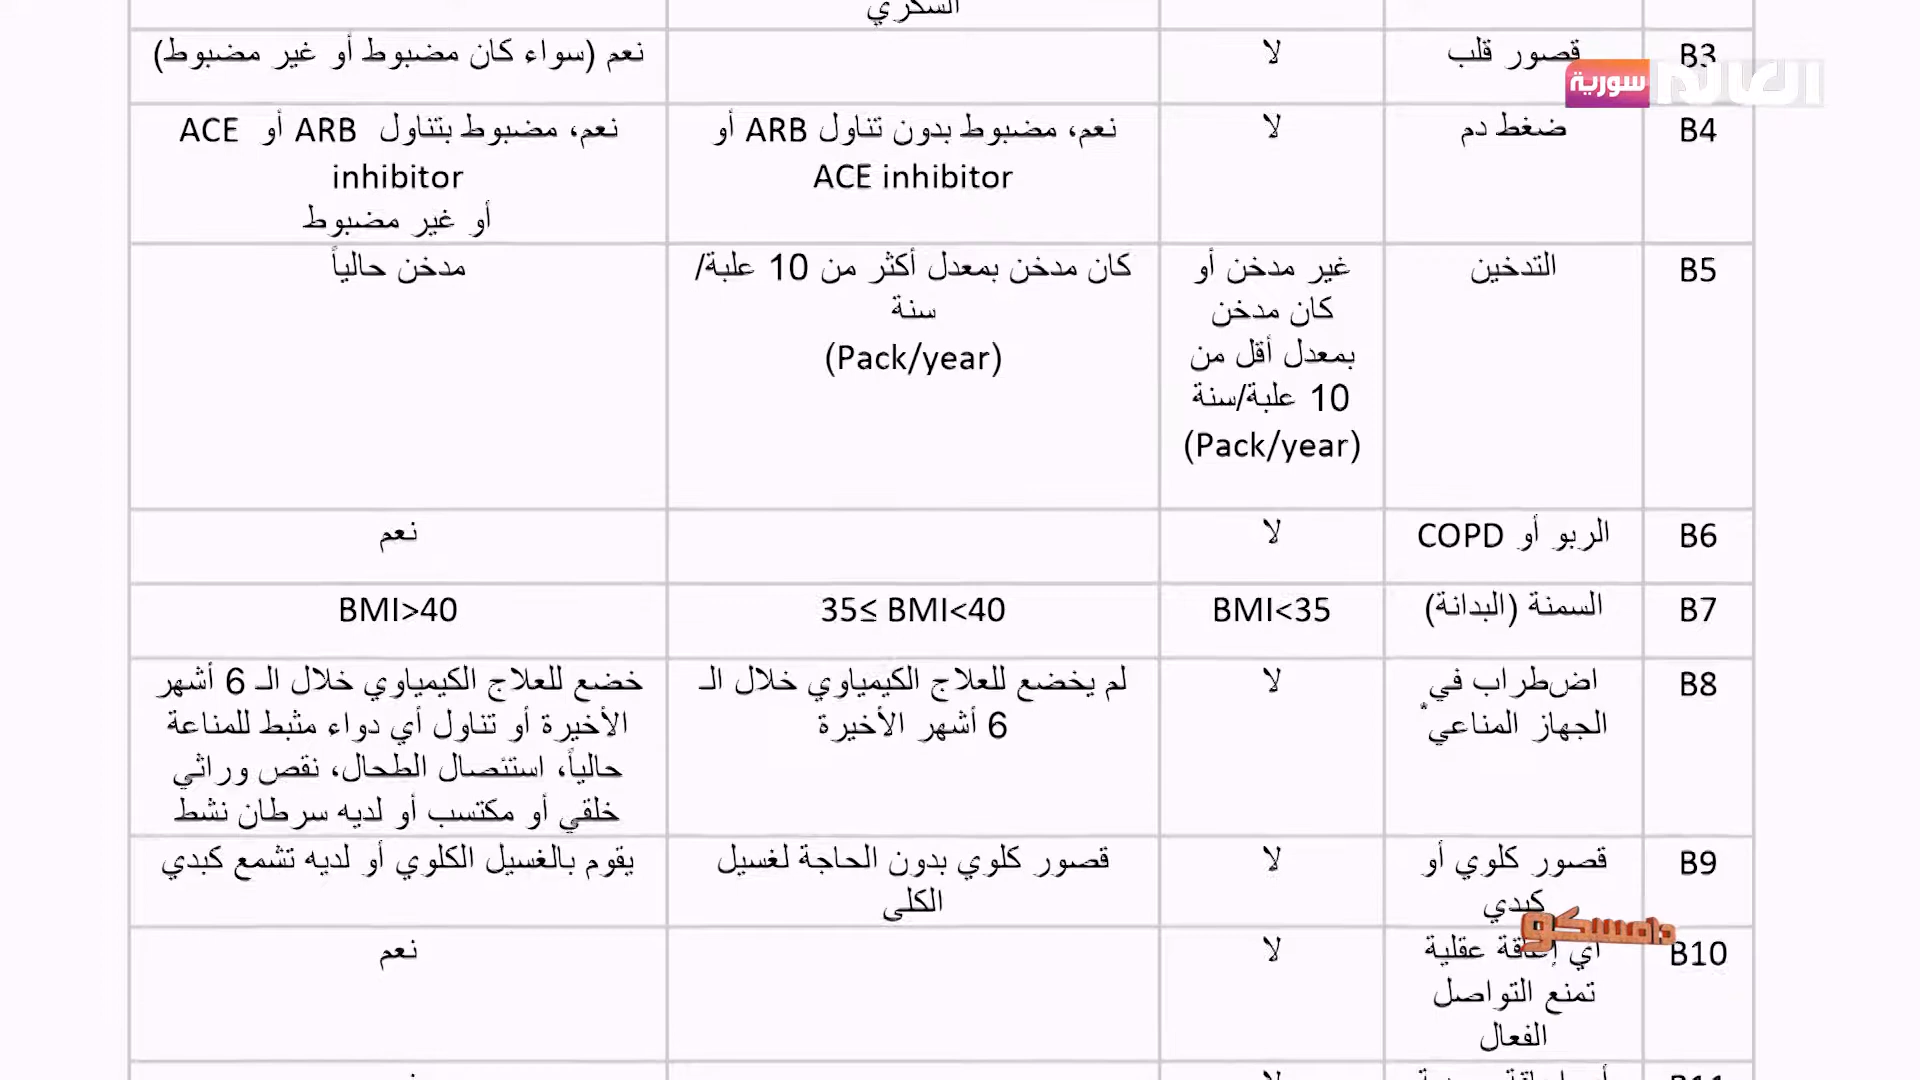 السكري
B3
قصور قلب
لا
نعم (سواء كان مضبوط أو غير مضبوط)
B4
ضغط دم
لا
نعم، مضبوط بدون تناول ARB أو
ACE inhibitor
نعم، مضبوط بتناول ARB أو ACE
inhibitor
أو غير مضبوط
B5
التدخين
غير مدخن أو
كان مدخن
بمعدل أقل من
10 علبة/سنة
(Pack/year)
كان مدخن بمعدل أكثر من 10 علبة/
سنة
(Pack/year)
مدخن حالياً
B6
الربو أو COPD
لا
نعم
B7
السمنة (البدانة)
BMI<35
35≤ BMI<40
BMI>40
B8
اضطراب في
الجهاز المناعي*
لا
لم يخضع للعلاج الكيمياوي خلال الـ
6 أشهر الأخيرة
خضع للعلاج الكيمياوي خلال الـ 6 أشهر
الأخيرة أو تناول أي دواء مثبط للمناعة
حالياً، استئصال الطحال، نقص وراثي
خلقي أو مكتسب أو لديه سرطان نشط
B9
قصور كلوي أو
كبدي
لا
قصور كلوي بدون الحاجة لغسيل
الكلى
يقوم بالغسيل الكلوي أو لديه تشمع كبدي
B10
أي إعاقة عقلية
تمنع التواصل
الفعال
لا
نعم
العالم سورية
دامسكو